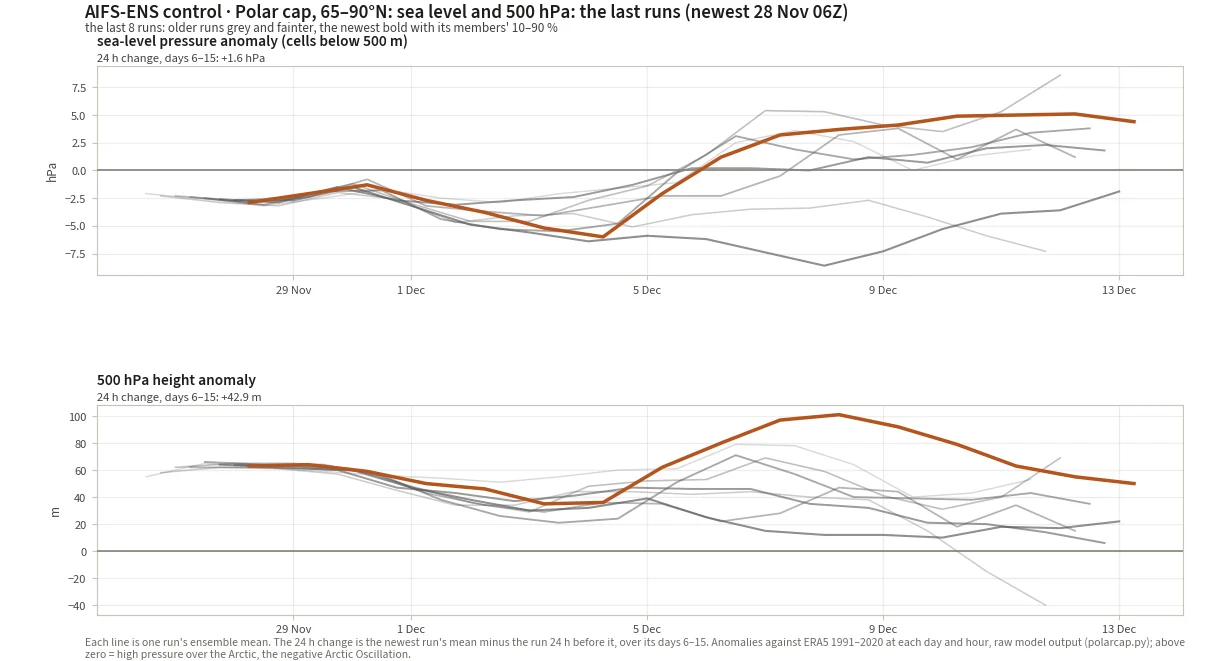 AIFS-ENS control · Polar cap, 65–90°N: sea level and 500 hPa: the last runs (newest 28 Nov 06Z)
the last 8 runs: older runs grey and fainter, the newest bold with its members' 10–90 %
sea-level pressure anomaly (cells below 500 m)
24 h change, days 6–15: +1.6 hPa
7.5
5.0
2.5
0.0
−2.5
−5.0
−7.5
hPa
29 Nov
1 Dec
5 Dec
9 Dec
13 Dec
500 hPa height anomaly
24 h change, days 6–15: +42.9 m
100
80
60
40
20
0
−20
−40
m
29 Nov
1 Dec
5 Dec
9 Dec
13 Dec
Each line is one run's ensemble mean. The 24 h change is the newest run's mean minus the run 24 h before it, over its days 6–15. Anomalies against ERA5 1991–2020 at each day and hour, raw model output (polarcap.py); above
zero = high pressure over the Arctic, the negative Arctic Oscillation.